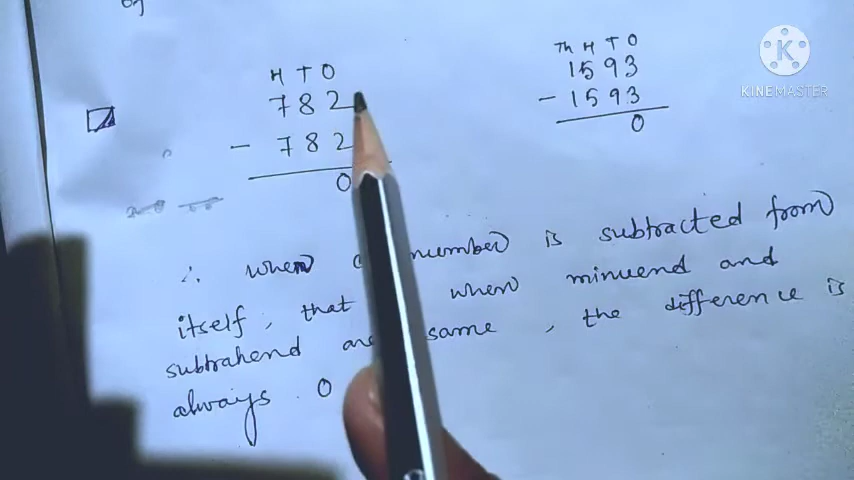 H T O
782
- 782
0
Th H T O
1593
- 1593
0
K
KINEMASTER
∴ when number is subtracted from
itself, that when minuend and
subtrahend are same, the difference is
always 0